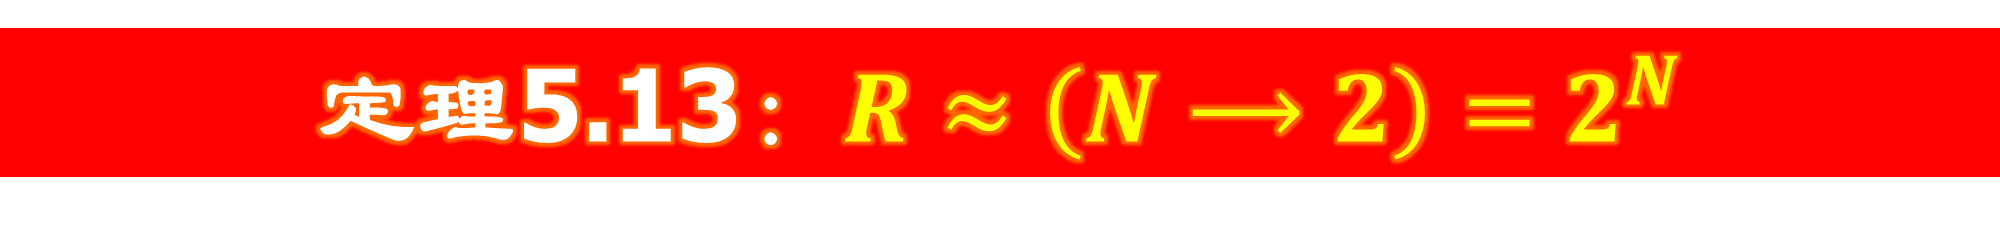 定理5.13：R ≈ (N ⟶ 2) = 2^N